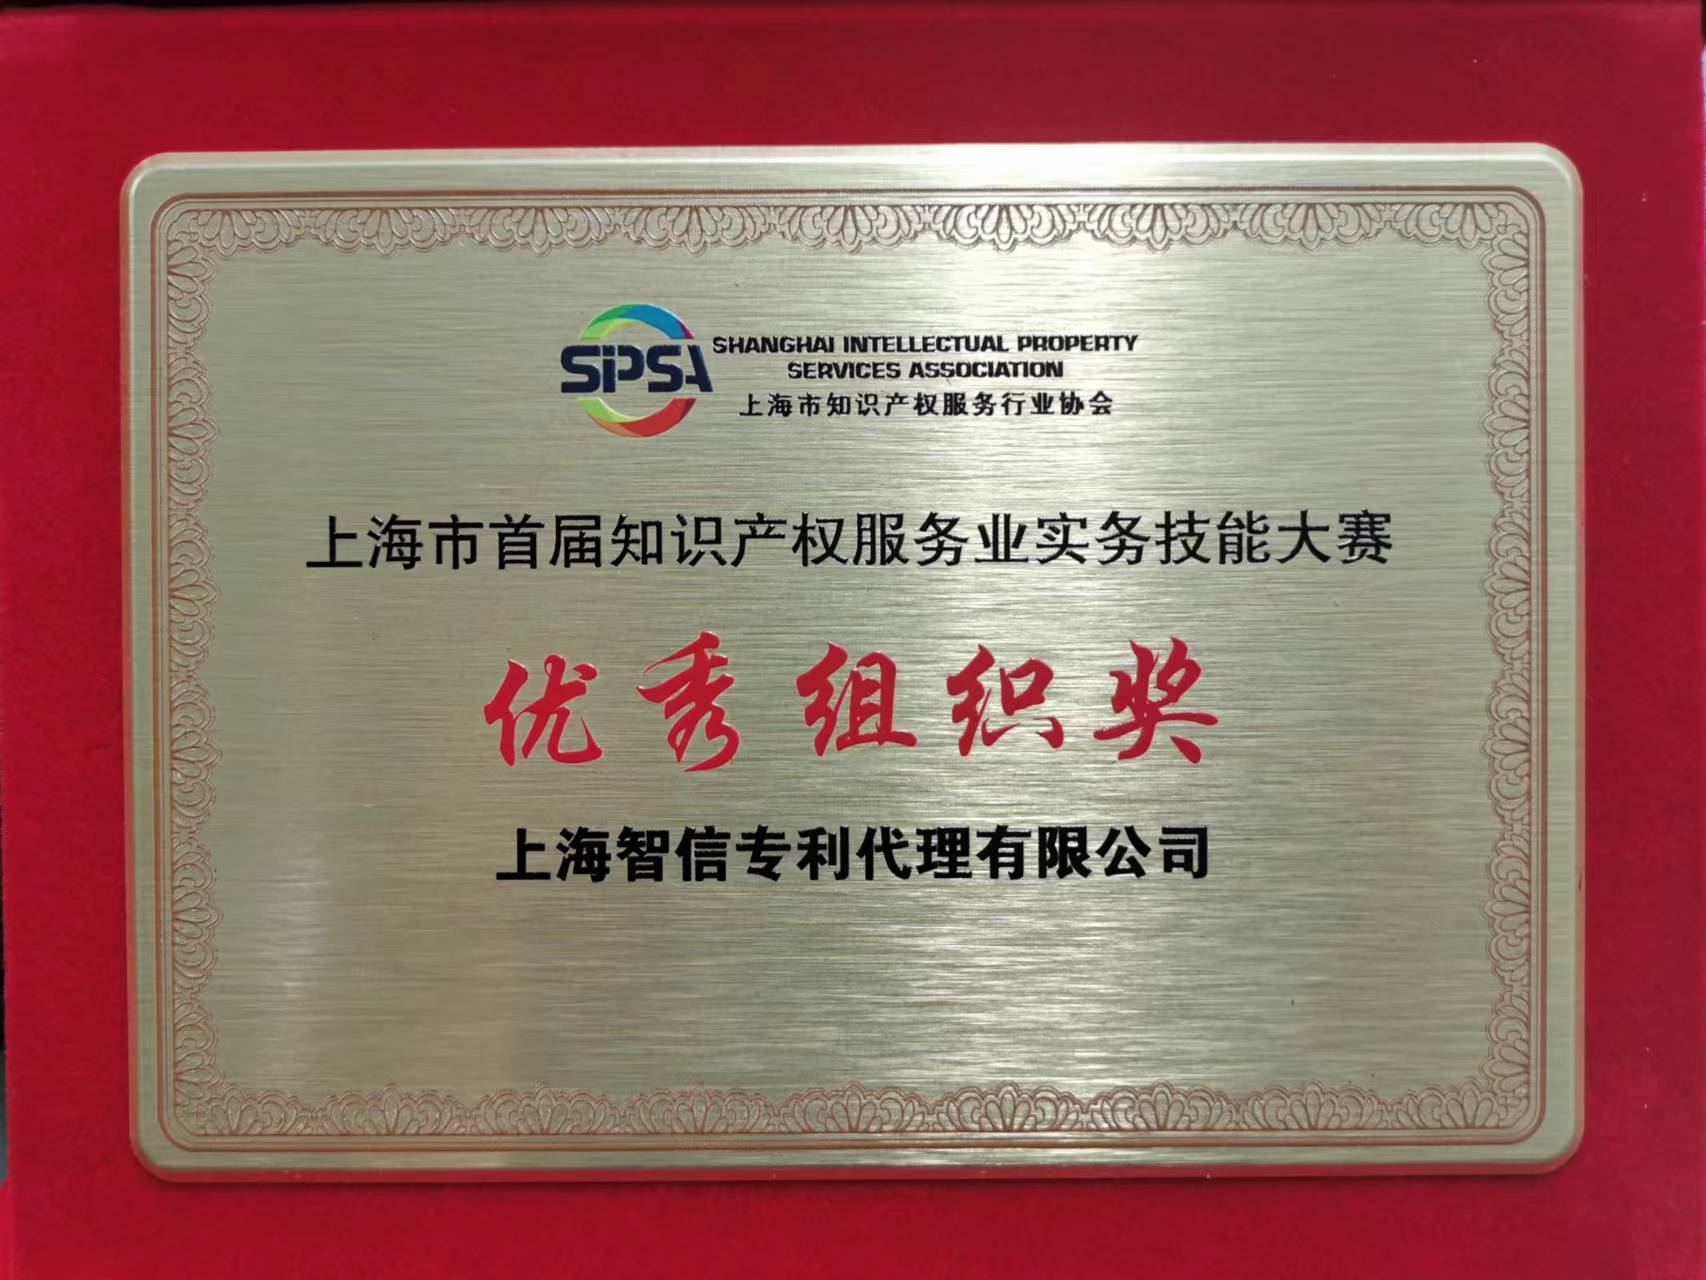 SIPSA
SHANGHAI INTELLECTUAL PROPERTY
SERVICES ASSOCIATION
上海市知识产权服务行业协会
上海市首届知识产权服务业实务技能大赛
优秀组织奖
上海智信专利代理有限公司